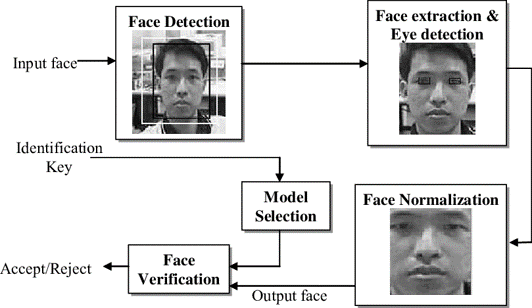 Face Detection
Face extraction &
Eye detection
Input face
Identification
Key
Model
Selection
Face Normalization
Face
Verification
Accept/Reject
Output face